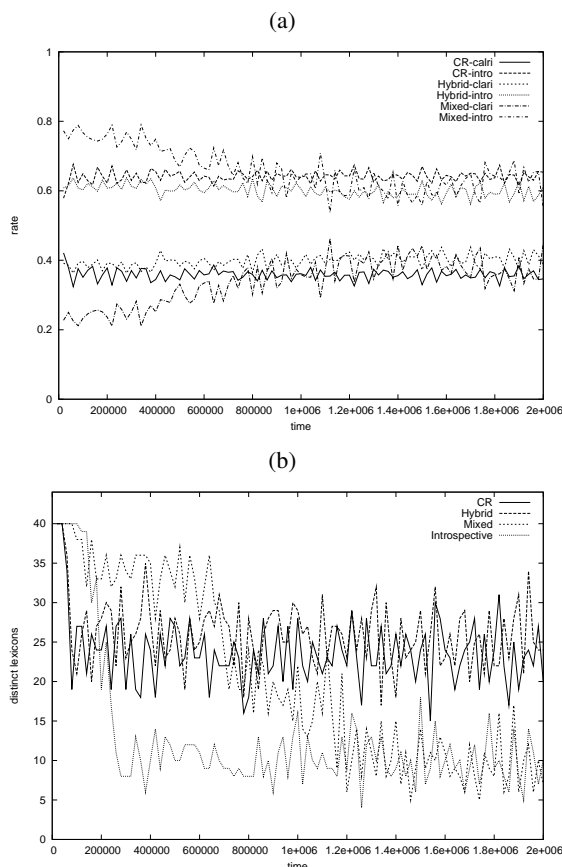 (a)
1
0.8
0.6
0.4
0.2
0
rate
CR-calri
CR-intro
Hybrid-clari
Hybrid-intro
Mixed-clari
Mixed-intro
0 200000 400000 600000 800000 1e+006 1.2e+006 1.4e+006 1.6e+006 1.8e+006 2e+006
time
(b)
40
35
30
25
20
15
10
5
0
distinct lexicons
CR
Hybrid
Mixed
Introspective
0 200000 400000 600000 800000 1e+006 1.2e+006 1.4e+006 1.6e+006 1.8e+006 2e+006
time